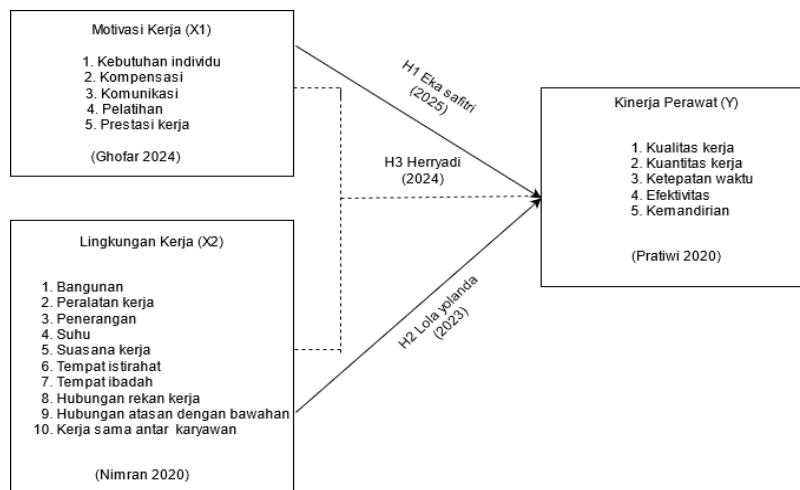 Motivasi Kerja (X1)
1. Kebutuhan individu
2. Kompensasi
3. Komunikasi
4. Pelatihan
5. Prestasi kerja
(Ghofar 2024)
H1 Eka safitri
(2025)
H3 Herryadi
(2024)
H2 Lola yolanda
(2023)
Kinerja Perawat (Y)
1. Kualitas kerja
2. Kuantitas kerja
3. Ketepatan waktu
4. Efektivitas
5. Kemandirian
(Pratiwi 2020)
Lingkungan Kerja (X2)
1. Bangunan
2. Peralatan kerja
3. Penerangan
4. Suhu
5. Suasana kerja
6. Tempat istirahat
7. Tempat ibadah
8. Hubungan rekan kerja
9. Hubungan atasan dengan bawahan
10. Kerja sama antar karyawan
(Nimran 2020)